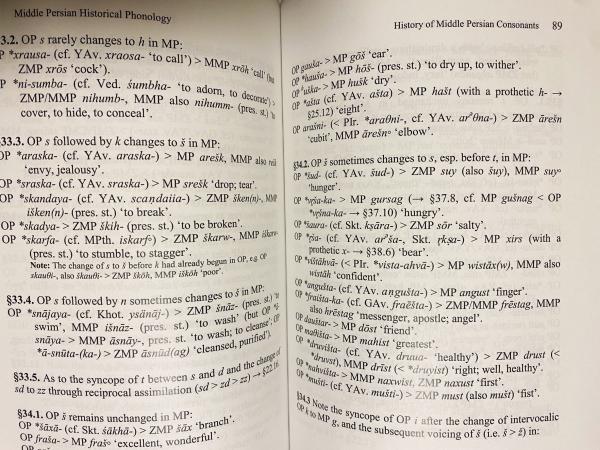 Middle Persian Historical Phonology
3.2. OP s rarely changes to h in MP:
P *xrausa- (cf. YAv. xraosa- 'to call') > MMP xrōh 'call'
ZMP xrōs 'cock').
P *ni-sumba- (cf. Ved. śumbha- 'to adorn, to decorate') >
ZMP/MMP nihumb-, MMP also nihumm- (pres. st.) 'to
cover, to hide, to conceal'.
§33.3. OP s followed by k changes to š in MP:
OP *araska- (cf. YAv. araska-) > MP arešk, MMP also
'envy, jealousy'.
OP *sraska- (cf. YAv. sraska-) > MP srešk 'drop; tear'.
OP *skandaya- (cf. YAv. scaṇdaiia-) > ZMP šken(n)-, MMP
išken(n)- (pres. st.) 'to break'.
OP *skadya- > ZMP ških- (pres. st.) 'to be broken'.
OP *skarfa- (cf. MPth. iskarf°) > ZMP škarw-, MMP iškarw-
(pres. st.) 'to stumble, to stagger'.
Note: The change of s to š before k had already begun in OP, e.g. OP
skauθi-, also škauθi- > ZMP škōh, MMP iškōh 'poor'.
§33.4. OP s followed by n sometimes changes to š in MP:
OP *snājaya- (cf. Khot. ysānāj-) > ZMP šnāz- (pres. st.) 'to
swim', MMP išnāz- (pres. st.) 'to wash' (but OP
snāya- > MMP āsnāy-, pres. st. 'to wash; to cleanse', OP
*ā-snūta-(ka-) > ZMP āsnūd(ag) 'cleansed, purified').
§33.5. As to the syncope of t between s and d and the change of
sd to zz through reciprocal assimilation (sd > zd > zz) → §22.16.
§34.1. OP š remains unchanged in MP:
OP *šāxā- (cf. Skt. śākhā-) > ZMP šāx 'branch'.
OP fraša- > MP fraš° 'excellent, wonderful'.
History of Middle Persian Consonants 89
OP gauša- > MP gōš 'ear'.
OP *hauša- > MP hōš- (pres. st.) 'to dry up, to wither'.
OP *uška- > MP hušk 'dry'.
OP *ašta (cf. YAv. ašta) > MP hašt (with a prothetic h- →
§25.12) 'eight'.
OP arašni- (< PIr. *araθni-, cf. YAv. arᵊθna-) > ZMP ārešn
'cubit', MMP ārešn° 'elbow'.
§34.2. OP š sometimes changes to s, esp. before t, in MP:
OP *šud- (cf. YAv. šud-) > ZMP suy (also šuy), MMP suy°
'hunger'.
OP *vṛša-ka- > MP gursag (→ §37.8, cf. MP gušnag < OP
*vṛšna-ka → §37.10) 'hungry'.
OP *šaura- (cf. Skt. kṣāra-) > ZMP sōr 'salty'.
OP *ṛša- (cf. YAv. arᵊša-, Skt. ṛkṣa-) > MP xirs (with a
prothetic x- → §38.6) 'bear'.
OP *vištāhvā- (< PIr. *vista-ahvā-) > MP wistāx(w), MMP also
wistāh 'confident'.
OP *angušta- (cf. YAv. angušta-) > MP angust 'finger'.
OP *fraišta-ka- (cf. GAv. fraēšta-) > ZMP/MMP frēstag, MMP
also hrēstag 'messenger, apostle; angel'.
OP dauštar- > MP dōst 'friend'.
OP maθišta- > MP mahist 'greatest'.
OP *druvišta- (cf. YAv. druua- 'healthy') > ZMP drust (<
*druvst), MMP drīst (< *druyist) 'right; well, healthy'.
OP *nahvišta- > MMP naxwist, ZMP naxust 'first'.
OP *mušti- (cf. YAv. mušti-) > ZMP must (also mušt) 'fist'.
§34.3 Note the syncope of OP i after the change of intervocalic
OP k to MP g, and the subsequent voicing of š (i.e. š > ž) in: